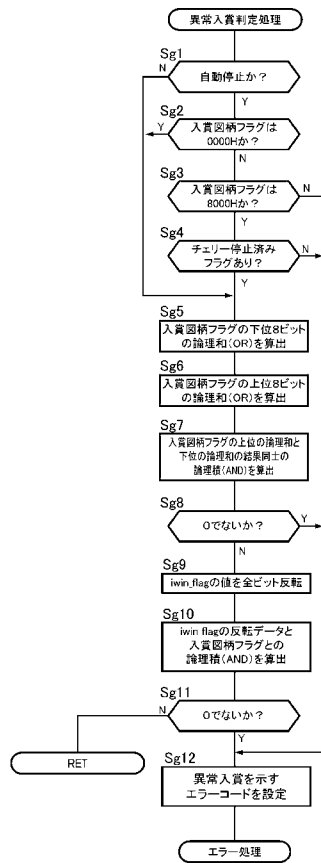 異常入賞判定処理
Sg1
N
自動停止か？
Y
Sg2
Y
入賞図柄フラグは
0000Hか？
N
Sg3
入賞図柄フラグは
8000Hか？
N
Y
Sg4
チェリー停止済み
フラグあり？
N
Y
Sg5
入賞図柄フラグの下位8ビット
の論理和(OR)を算出
Sg6
入賞図柄フラグの上位8ビット
の論理和(OR)を算出
Sg7
入賞図柄フラグの上位の論理和と
下位の論理和の結果同士の
論理積(AND)を算出
Sg8
0でないか？
Y
N
Sg9
iwin_flagの値を全ビット反転
Sg10
iwin_flagの反転データと
入賞図柄フラグとの
論理積(AND)を算出
Sg11
N
0でないか？
Y
RET
Sg12
異常入賞を示す
エラーコードを設定
エラー処理